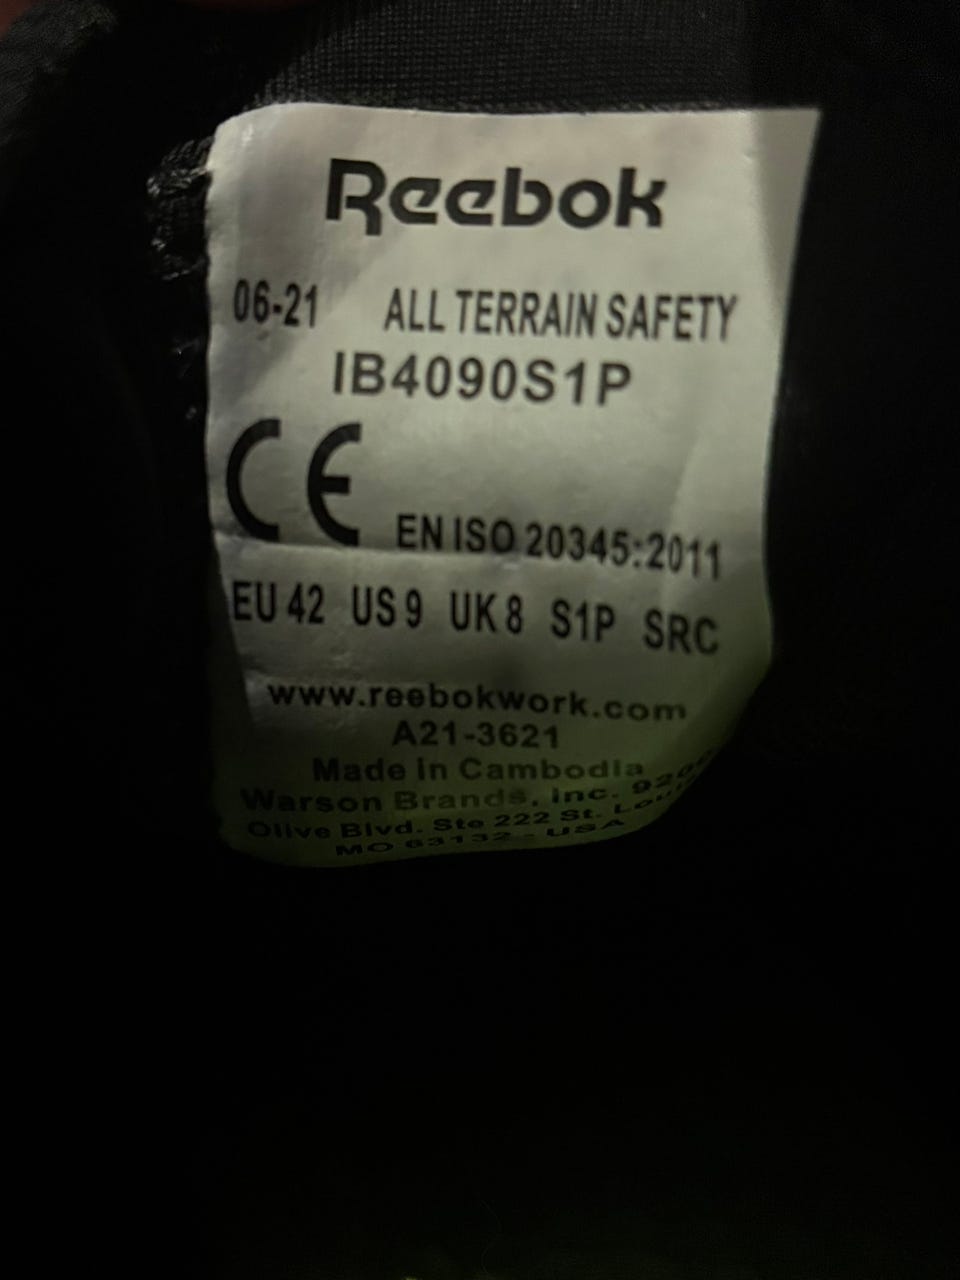 Reebok
06-21 ALL TERRAIN SAFETY
IB4090S1P
CE EN ISO 20345:2011
EU 42 US 9 UK 8 S1P SRC
www.reebokwork.com
A21-3621
Made in Cambodia
Warson Brands, Inc.
Olive Blvd. Ste 222 St.
MO 63132 - USA